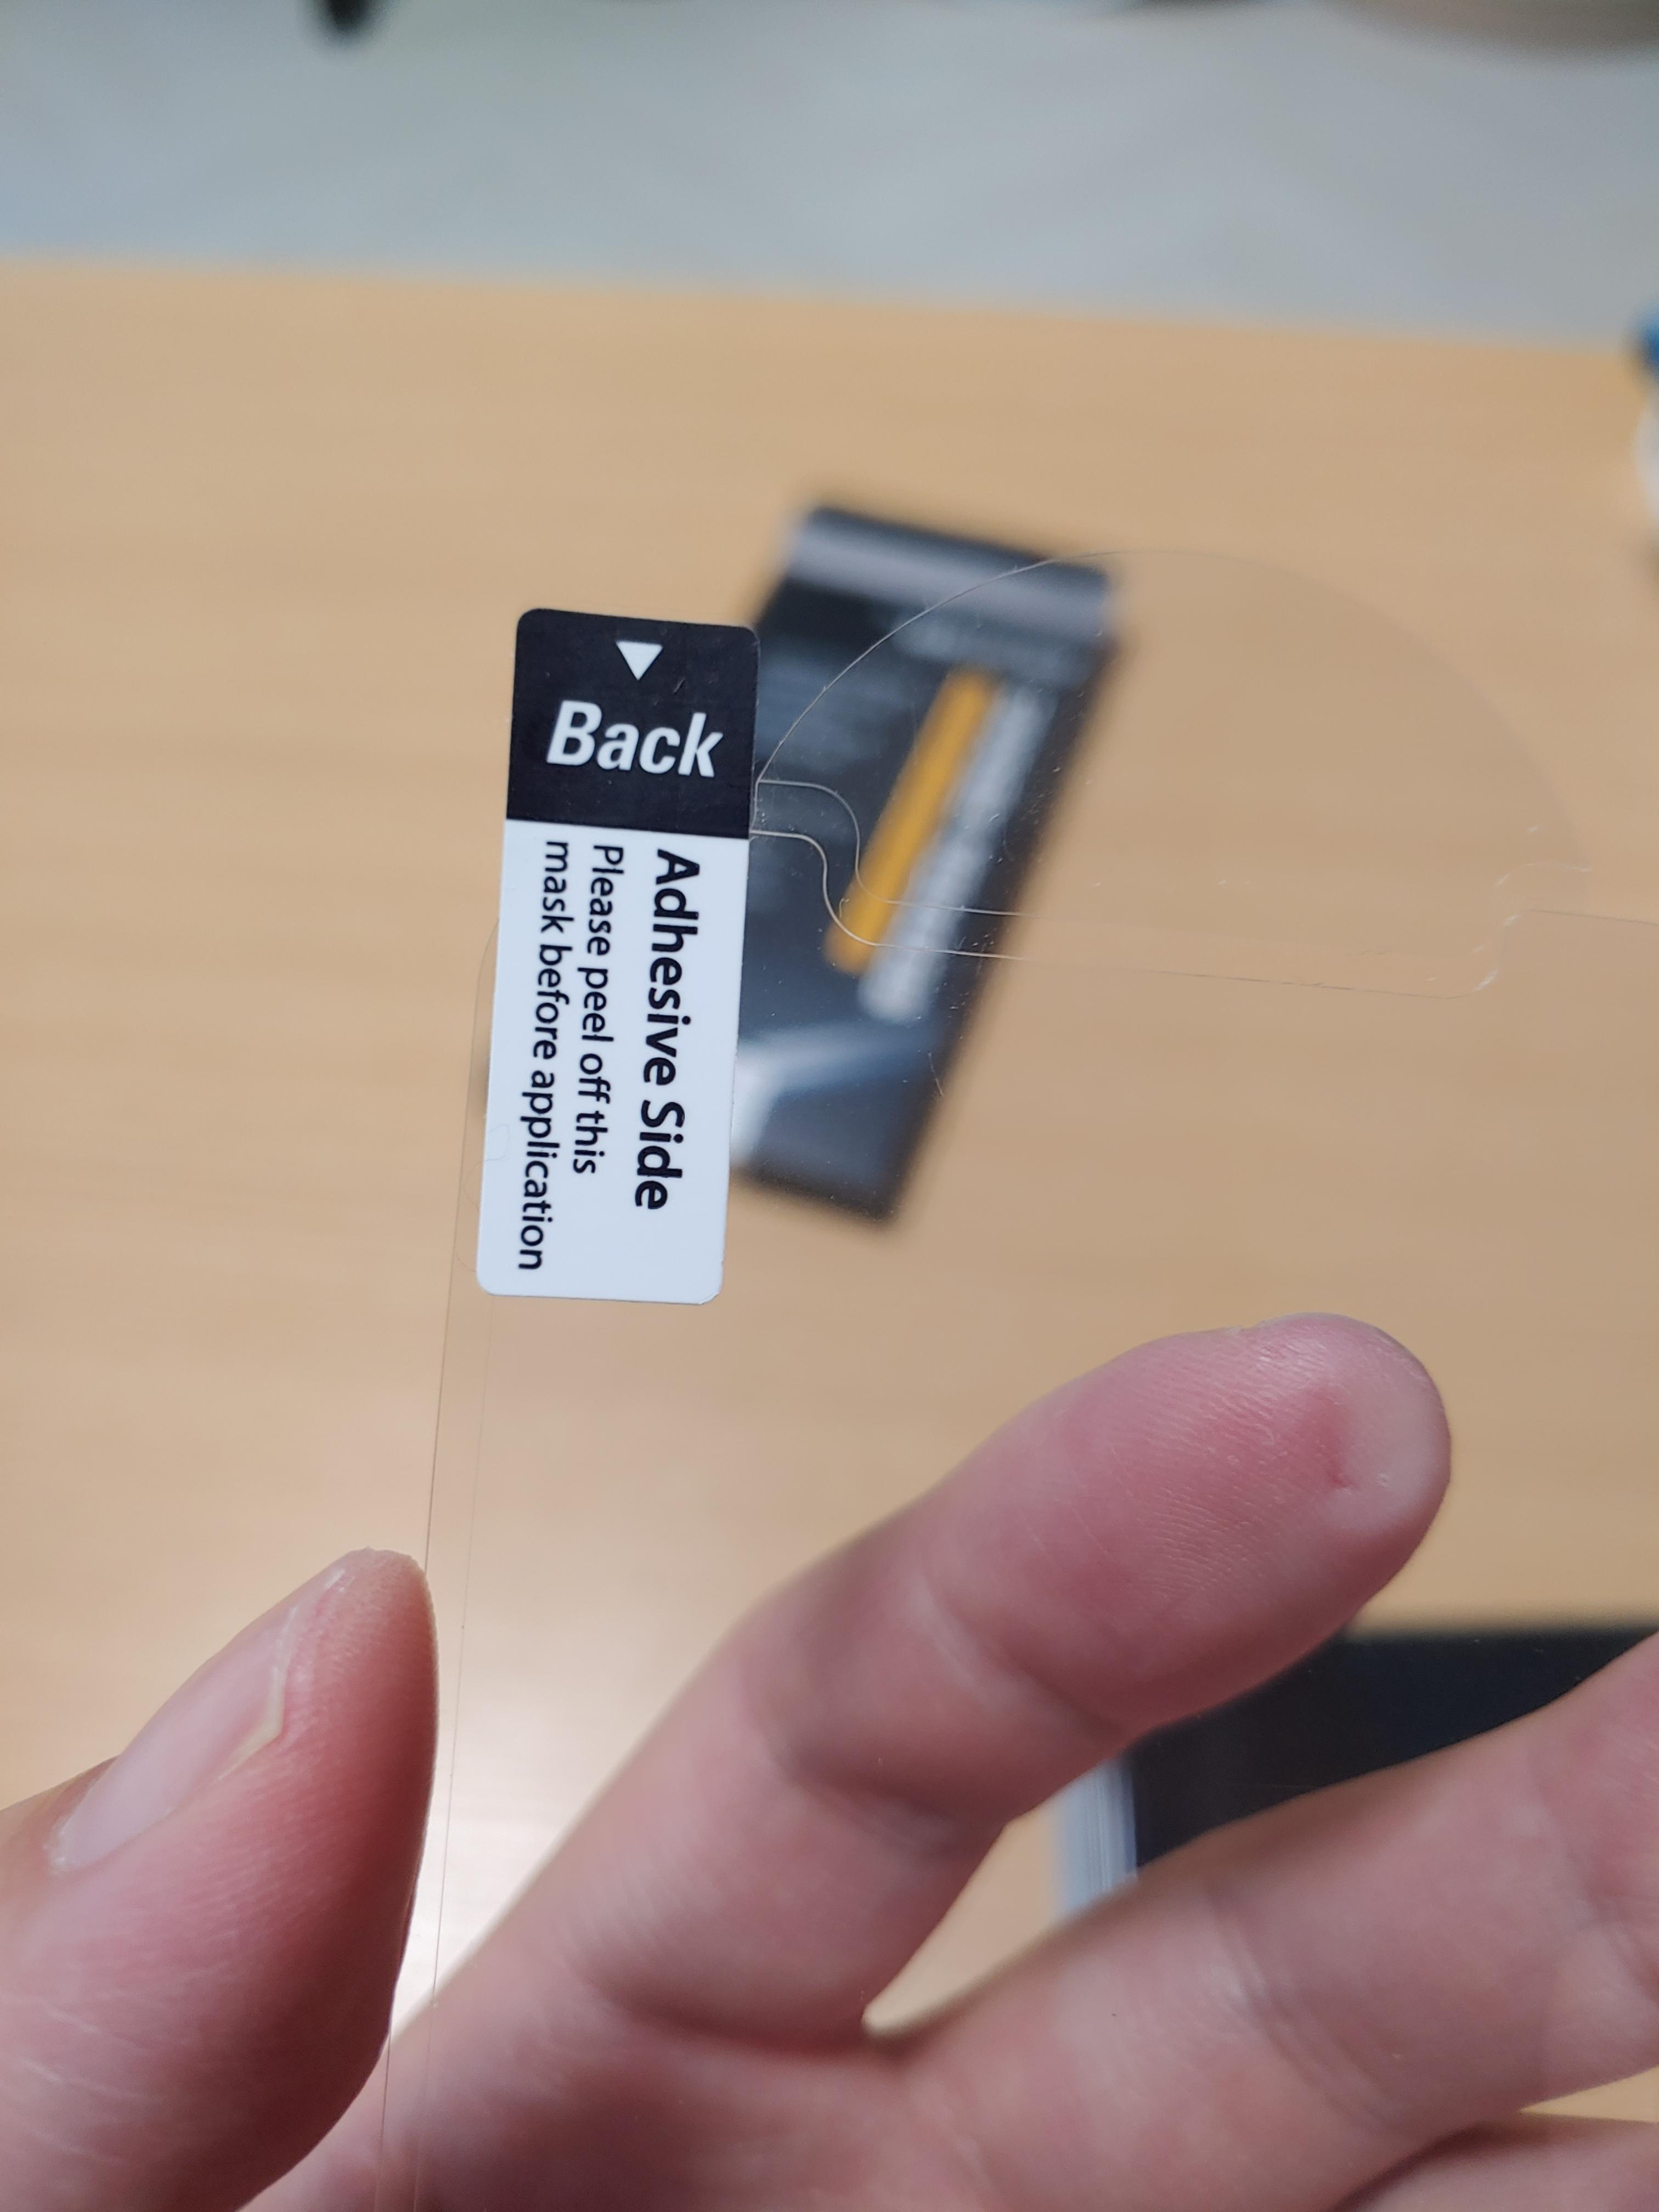 Back
Adhesive Side
Please peel off this
mask before application